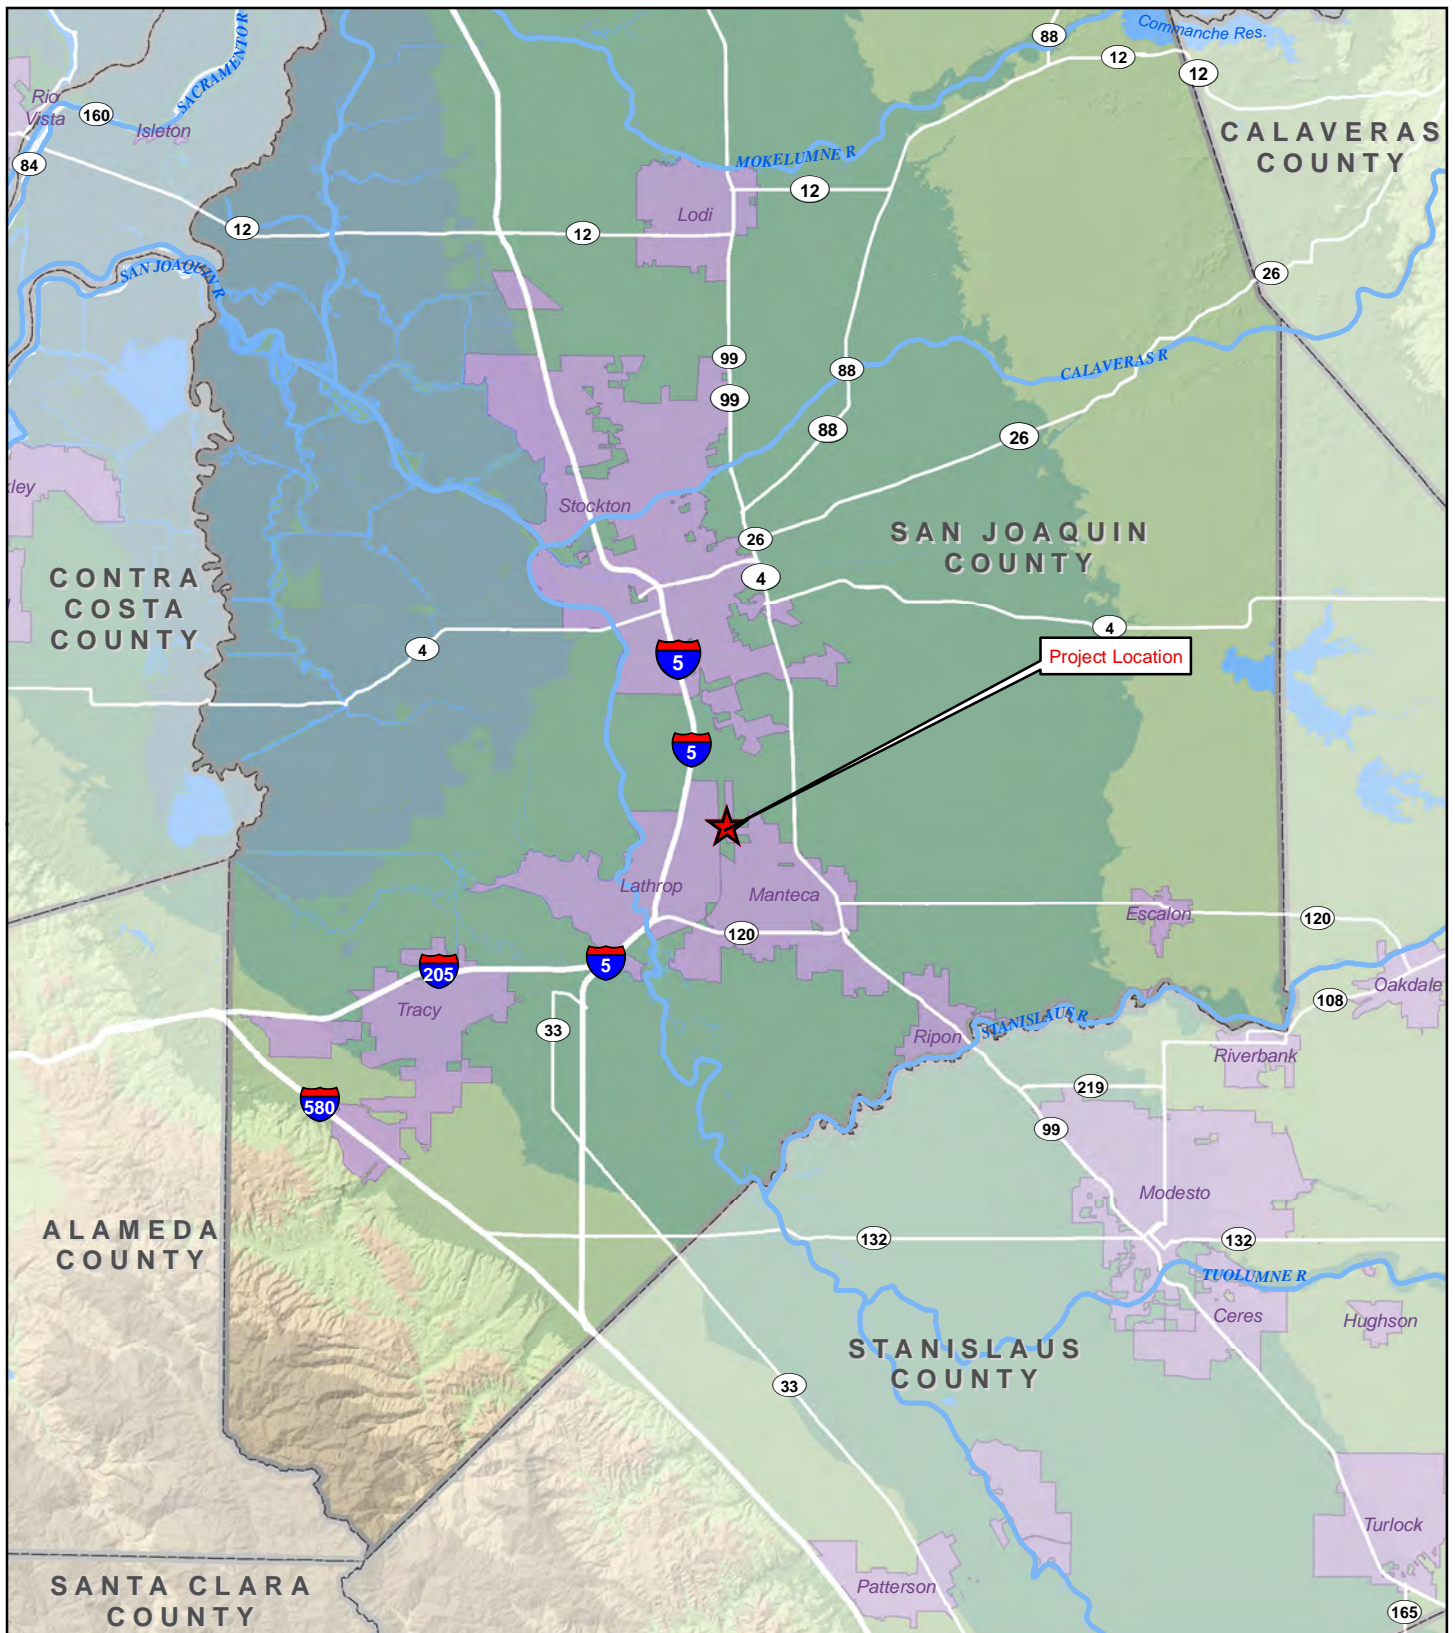 88
Commanche Res.
12
12
SACRAMENTO R
Rio
Vista
160
Isleton
CALAVERAS
COUNTY
84
MOKELUMNE R
12
Lodi
12
12
SAN JOAQUIN R
26
99
88
CALAVERAS R
99
88
26
kley
Stockton
SAN JOAQUIN
COUNTY
26
4
CONTRA
COSTA
COUNTY
4
4
5
Project Location
5
Lathrop
Manteca
Escalon
120
120
5
205
Oakdale
Tracy
108
33
Ripon
STANISLAUS R
Riverbank
219
580
99
Modesto
ALAMEDA
COUNTY
132
132
TUOLUMNE R
Ceres
Hughson
STANISLAUS
COUNTY
33
Turlock
Patterson
SANTA CLARA
COUNTY
165